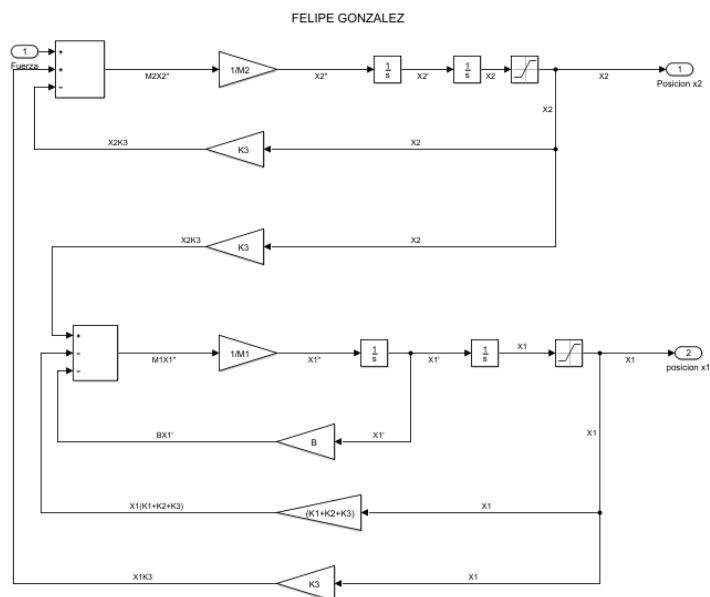 FELIPE GONZALEZ
1
Fuerza
+
+
−
M2X2"
1/M2
X2"
1
s
X2'
1
s
X2
X2
1
Posicion x2
X2
X2K3
K3
X2
X2K3
K3
X2
+
−
−
M1X1"
1/M1
X1"
1
s
X1'
1
s
X1
X1
2
posicion x1
X1
BX1'
B
X1'
X1(K1+K2+K3)
(K1+K2+K3)
X1
X1K3
K3
X1